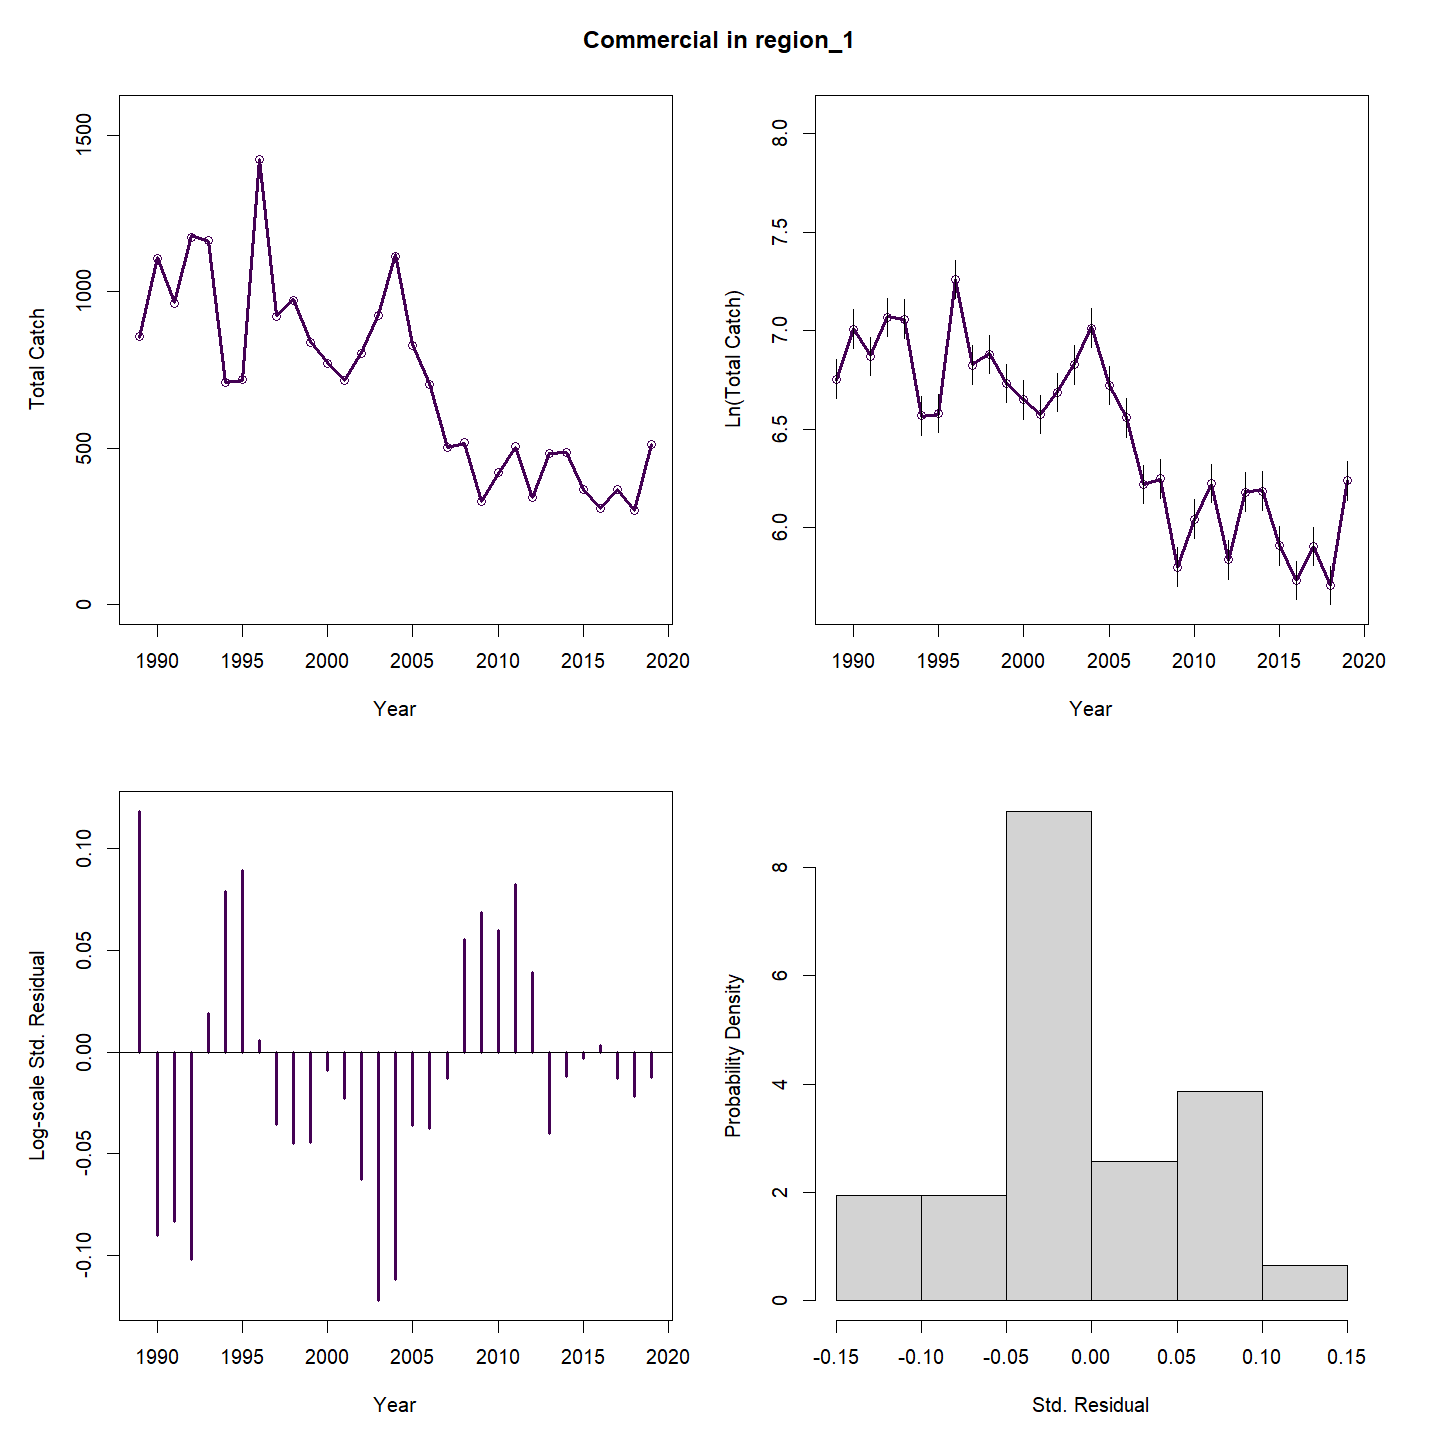 Commercial in region_1
Total Catch
0
500
1000
1500
1990 1995 2000 2005 2010 2015 2020
Year
Ln(Total Catch)
6.0
6.5
7.0
7.5
8.0
1990 1995 2000 2005 2010 2015 2020
Year
Log-scale Std. Residual
-0.10
-0.05
0.00
0.05
0.10
1990 1995 2000 2005 2010 2015 2020
Year
Probability Density
0
2
4
6
8
-0.15 -0.10 -0.05 0.00 0.05 0.10 0.15
Std. Residual